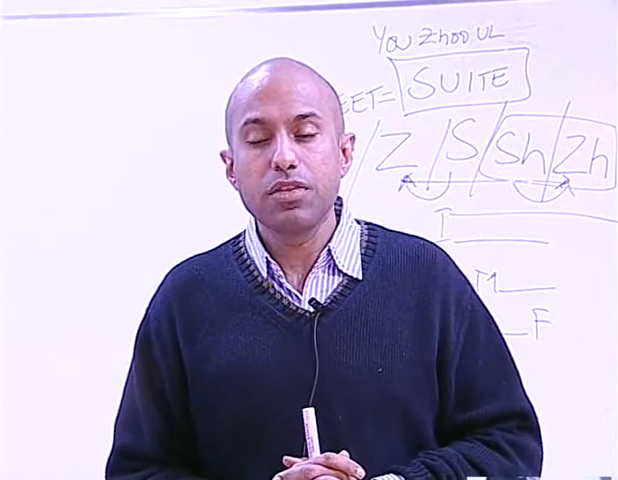 You Zhoo UL
EET= SUITE
/ Z / S / Sh / Zh
I
M
F